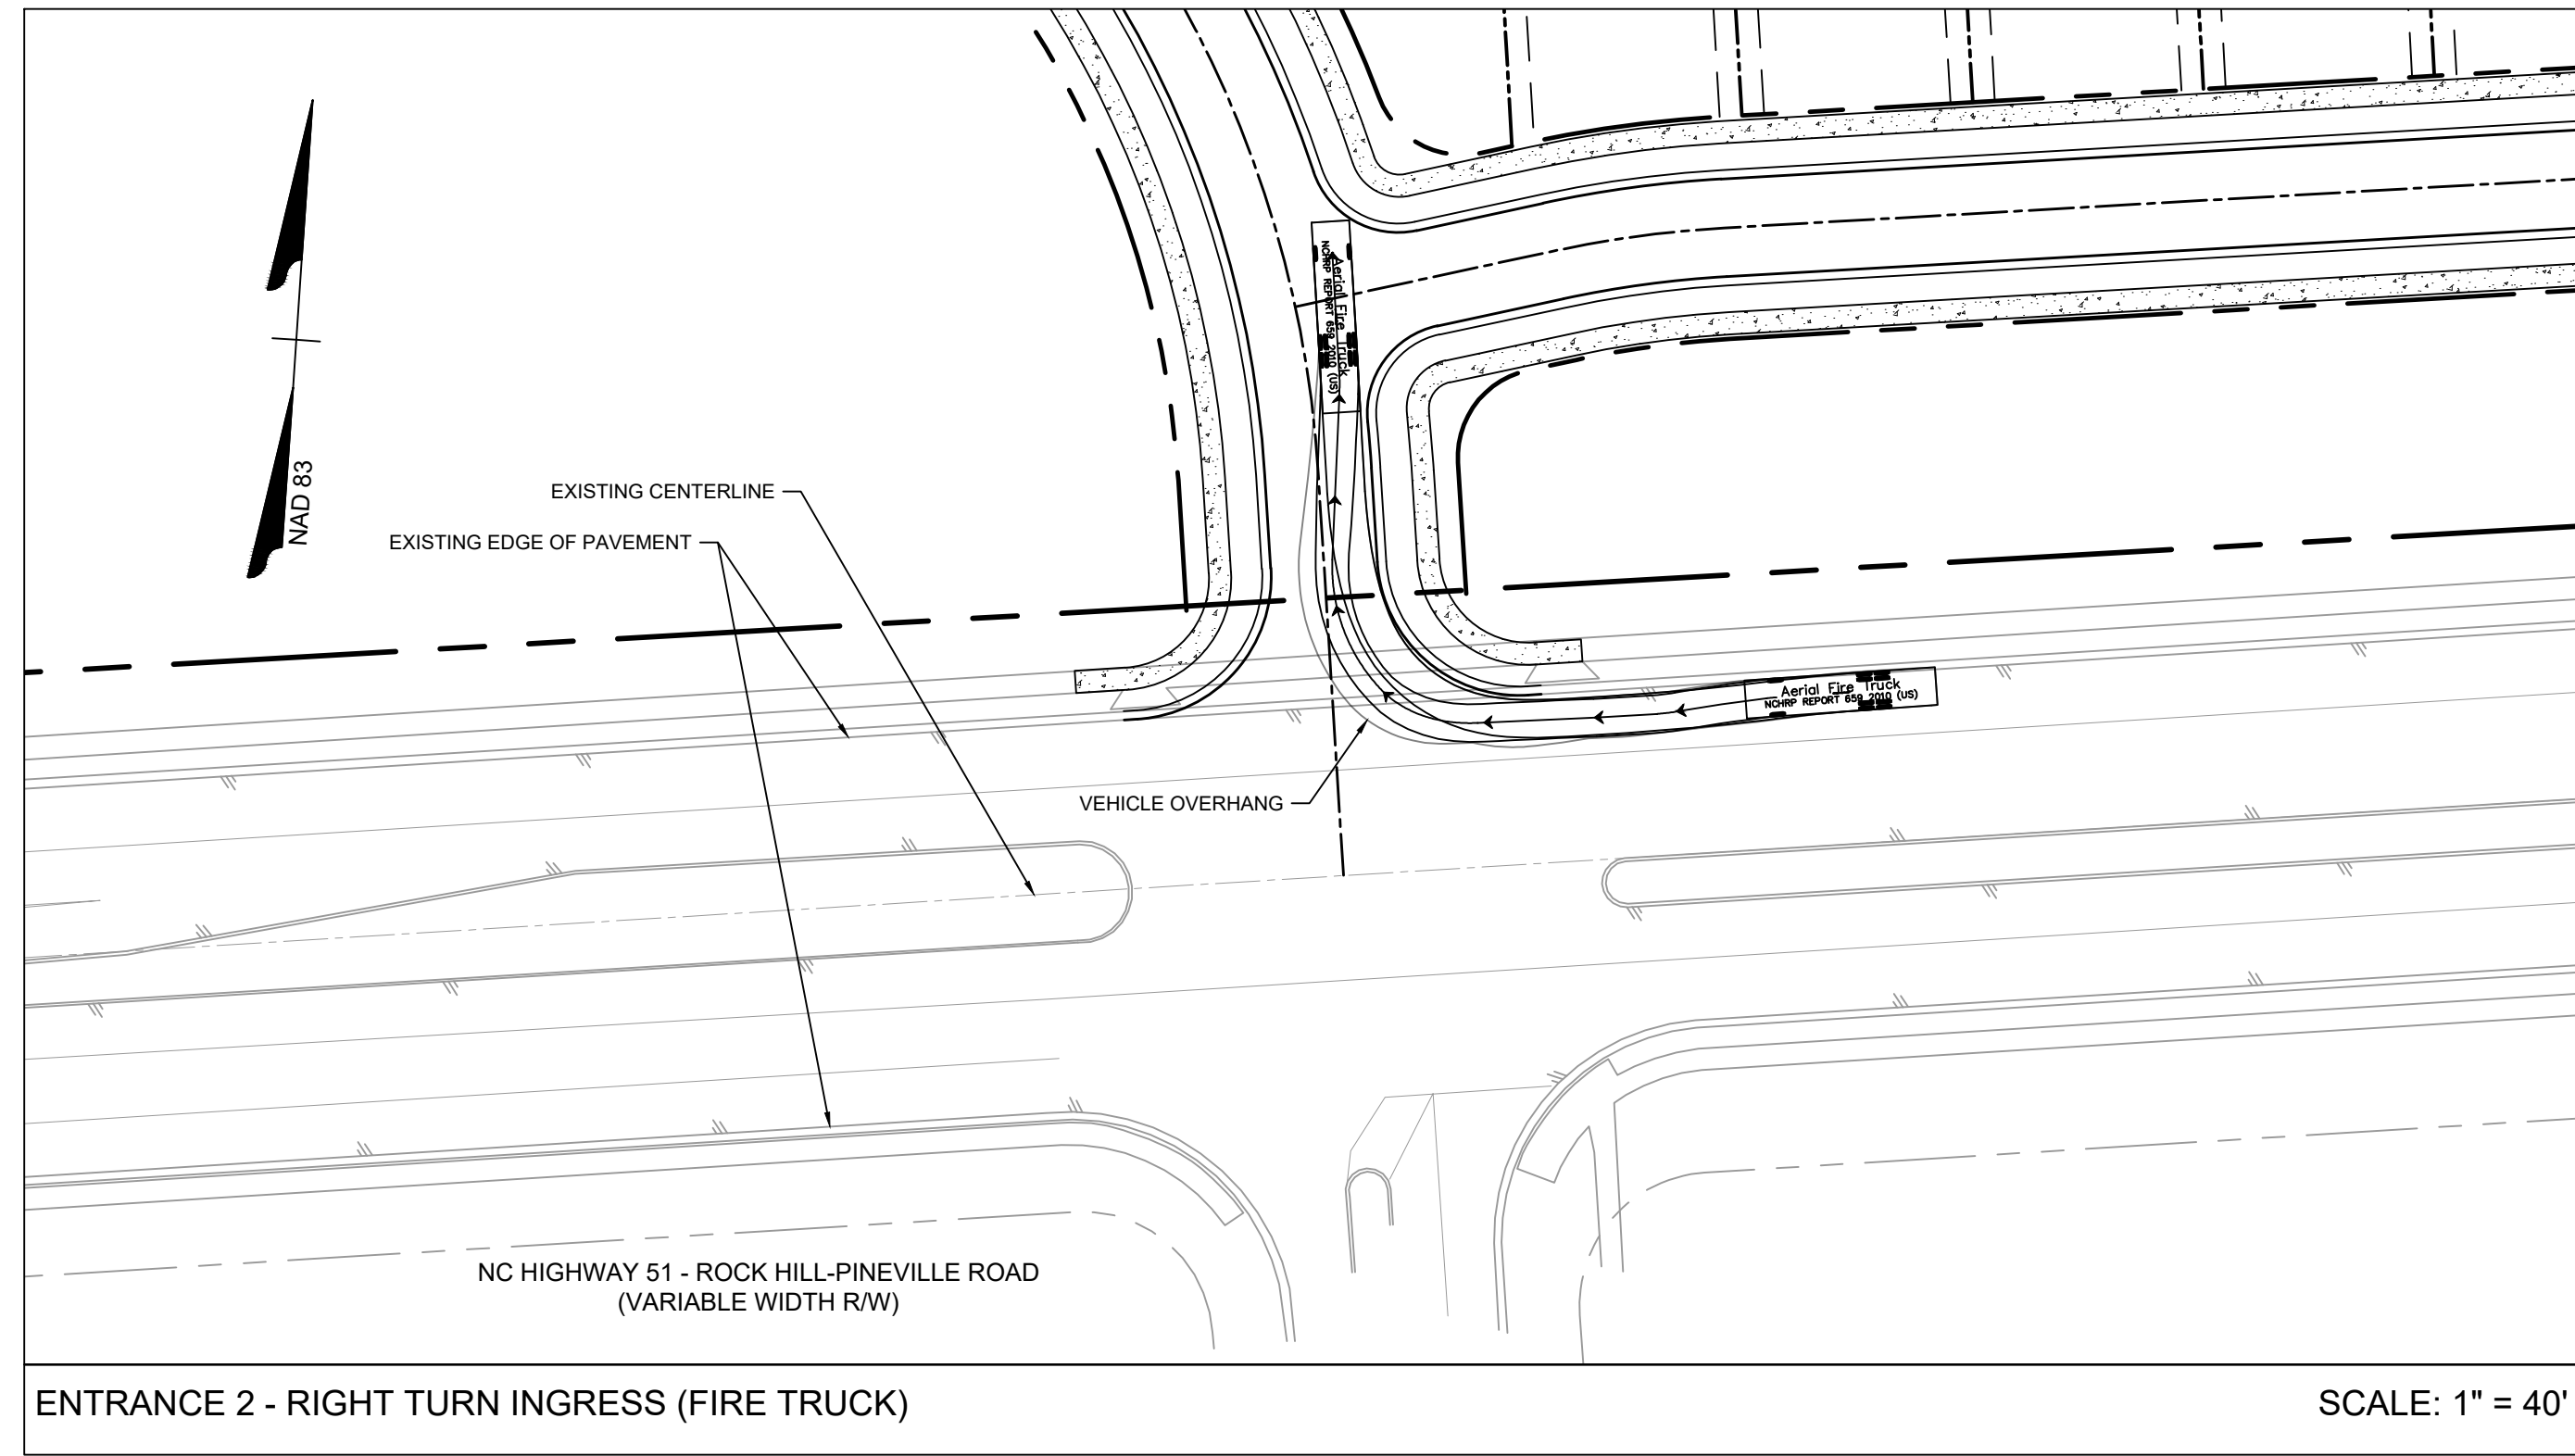 Aerial Fire Truck
NCHRP REPORT 659 2010 (US)
NAD 83
EXISTING CENTERLINE
EXISTING EDGE OF PAVEMENT
Aerial Fire Truck
NCHRP REPORT 659 2010 (US)
VEHICLE OVERHANG
NC HIGHWAY 51 - ROCK HILL-PINEVILLE ROAD
(VARIABLE WIDTH R/W)
ENTRANCE 2 - RIGHT TURN INGRESS (FIRE TRUCK)
SCALE: 1" = 40'